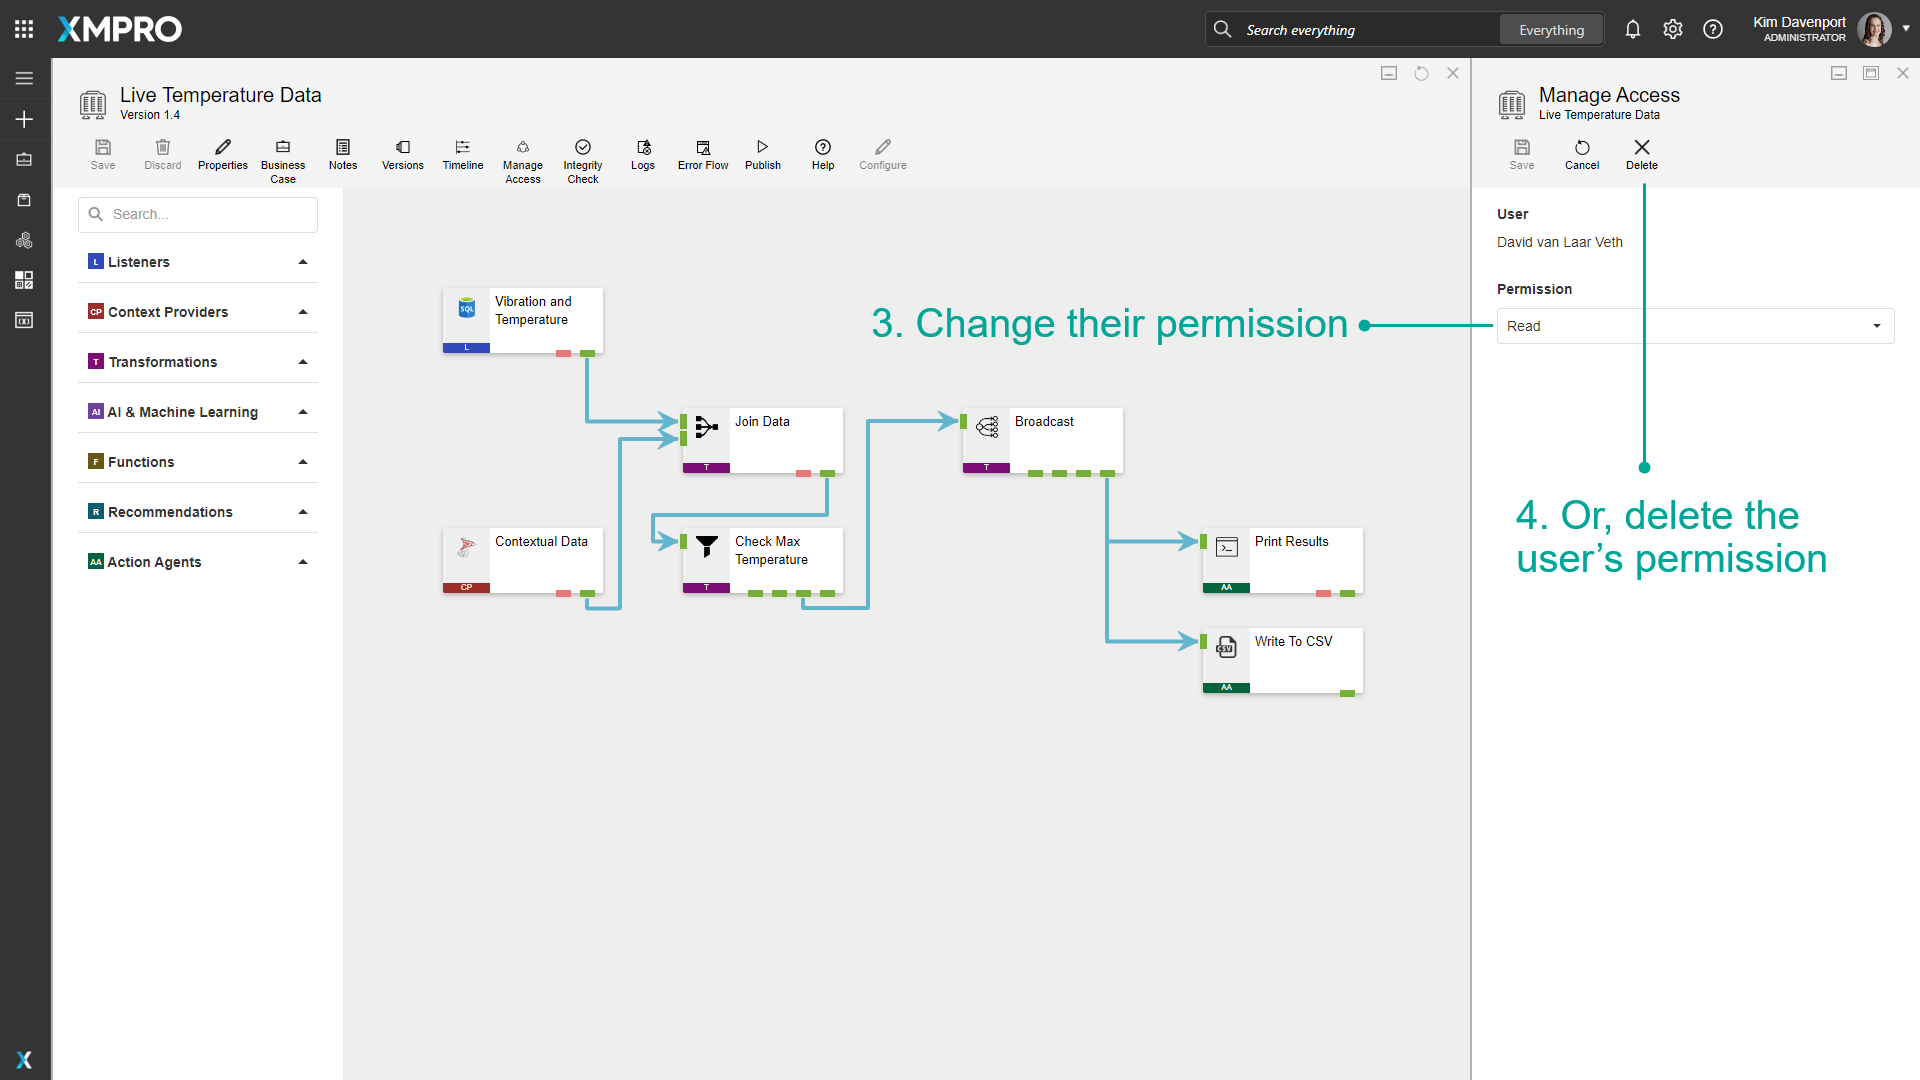 XMPRO
Search everything
Everything
Kim Davenport
ADMINISTRATOR
Live Temperature Data
Version 1.4
Save
Discard
Properties
Business
Case
Notes
Versions
Timeline
Manage
Access
Integrity
Check
Logs
Error Flow
Publish
Help
Configure
Manage Access
Live Temperature Data
Save
Cancel
Delete
Search...
L Listeners
CP Context Providers
T Transformations
AI AI & Machine Learning
F Functions
R Recommendations
AA Action Agents
SQL
Vibration and
Temperature
L
Join Data
T
Broadcast
T
Contextual Data
CP
Check Max
Temperature
T
Print Results
AA
CSV
Write To CSV
AA
3. Change their permission
User
David van Laar Veth
Permission
Read
4. Or, delete the
user’s permission